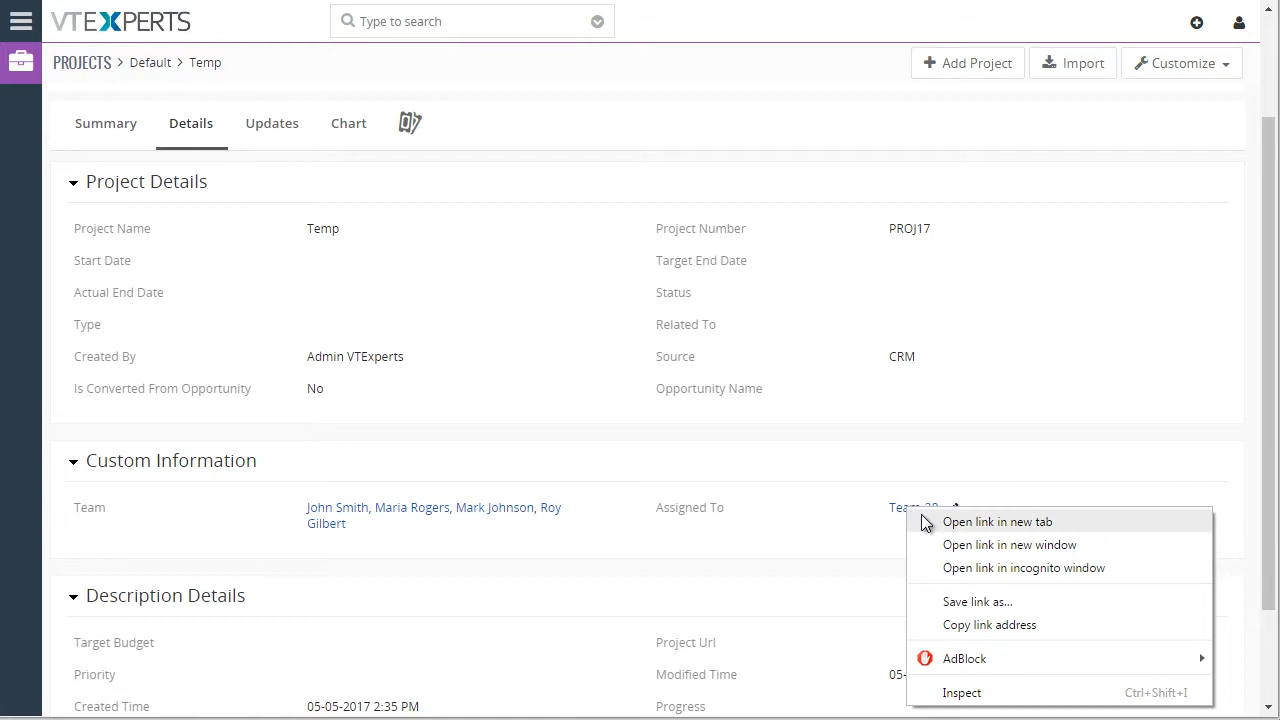 VTEXPERTS
Type to search
PROJECTS > Default > Temp
Add Project
Import
Customize
Summary
Details
Updates
Chart
Project Details
Project Name Temp
Project Number PROJ17
Start Date
Target End Date
Actual End Date
Status
Type
Related To
Created By Admin VTExperts
Source CRM
Is Converted From Opportunity No
Opportunity Name
Custom Information
Team John Smith, Maria Rogers, Mark Johnson, Roy
Gilbert
Assigned To
Open link in new tab
Open link in new window
Open link in incognito window
Save link as...
Copy link address
AdBlock
Inspect Ctrl+Shift+I
Description Details
Target Budget
Project Url
Priority
Modified Time 05-
Created Time 05-05-2017 2:35 PM
Progress